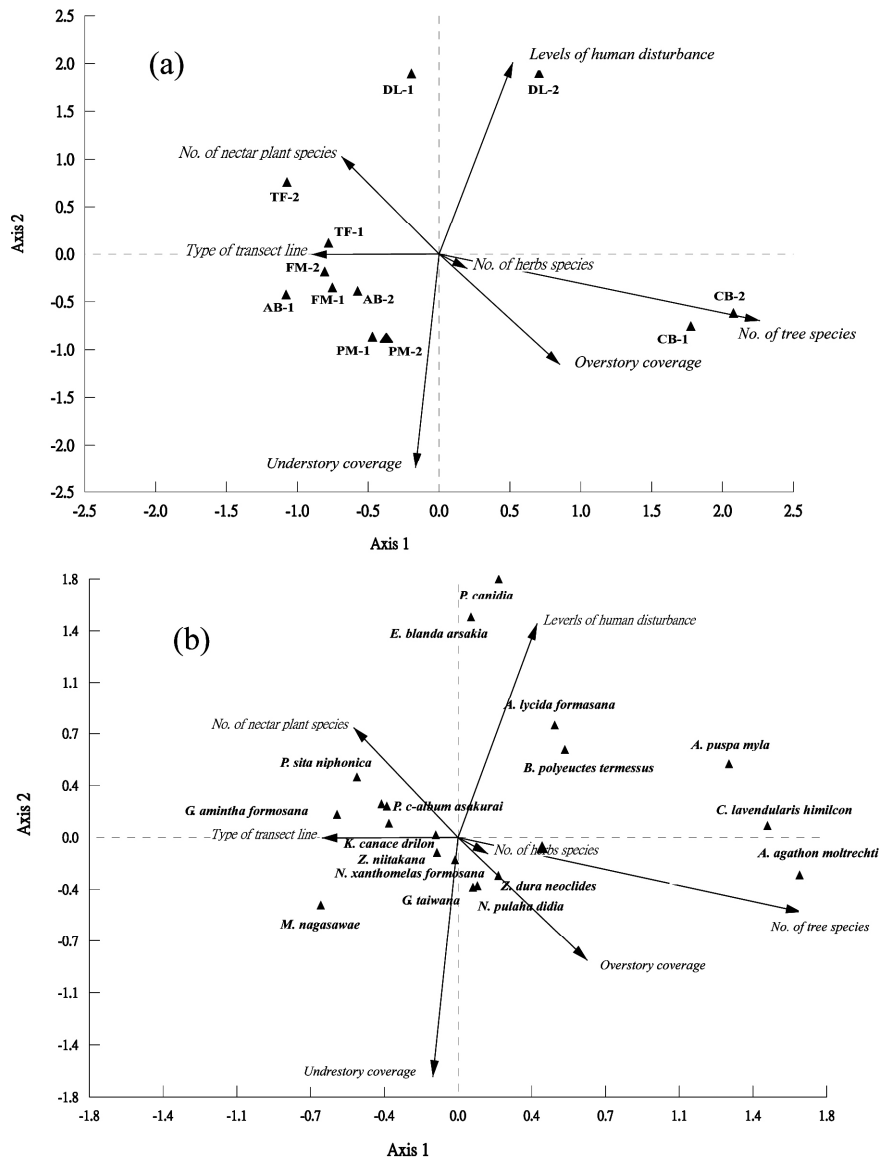 (a)
2.5
2.0
1.5
1.0
0.5
0.0
-0.5
-1.0
-1.5
-2.0
-2.5
Axis 2
Levels of human disturbance
DL-1
DL-2
No. of nectar plant species
TF-2
TF-1
Type of transect line
No. of herbs species
FM-2
AB-1
FM-1
AB-2
CB-2
No. of tree species
CB-1
PM-1
PM-2
Overstory coverage
Understory coverage
-2.5
-2.0
-1.5
-1.0
-0.5
0.0
0.5
1.0
1.5
2.0
2.5
Axis 1
(b)
1.8
1.4
1.1
0.7
0.4
0.0
-0.4
-0.7
-1.1
-1.4
-1.8
Axis 2
P. canidia
Leverls of human disturbance
E. blanda arsakia
A. lycida formasana
No. of nectar plant species
A. puspa myla
P. sita niphonica
B. polyeuctes termessus
G. amintha formosana
P. c-album asakurai
C. lavendularis himilcon
Type of transect line
K. canace drilon
No. of herbs species
A. agathon moltrechti
Z. niitakana
N. xanthomelas formosana
Z. dura neoclides
G. taiwana
N. pulaha didia
M. nagasawae
No. of tree species
Overstory coverage
Undrestory coverage
-1.8
-1.4
-1.1
-0.7
-0.4
0.0
0.4
0.7
1.1
1.4
1.8
Axis 1